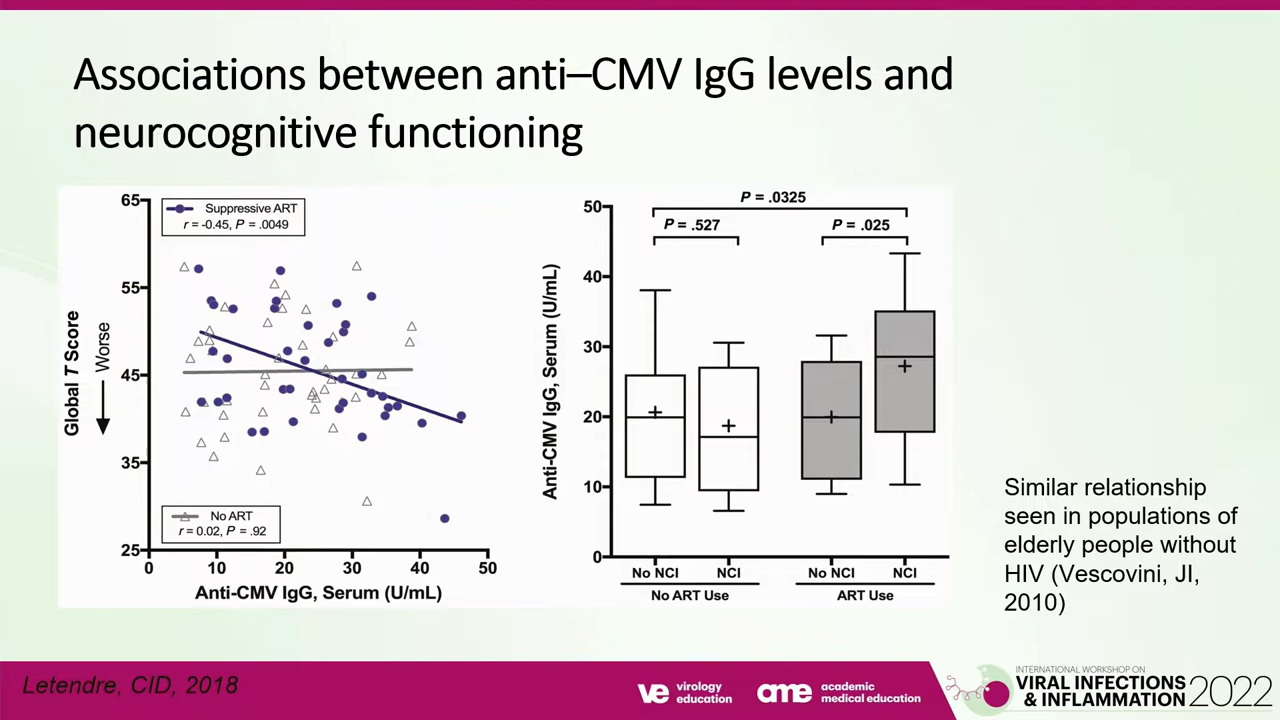 Associations between anti–CMV IgG levels and
neurocognitive functioning
65
55
45
35
25
Global T Score
Worse
Suppressive ART
r = -0.45, P = .0049
No ART
r = 0.02, P = .92
0 10 20 30 40 50
Anti-CMV IgG, Serum (U/mL)
50
40
30
20
10
0
Anti-CMV IgG, Serum (U/mL)
P = .0325
P = .527
P = .025
No NCI NCI No NCI NCI
No ART Use ART Use
Similar relationship
seen in populations of
elderly people without
HIV (Vescovini, JI,
2010)
Letendre, CID, 2018
ve virology
education
ame academic
medical education
INTERNATIONAL WORKSHOP ON
VIRAL INFECTIONS
& INFLAMMATION 2022